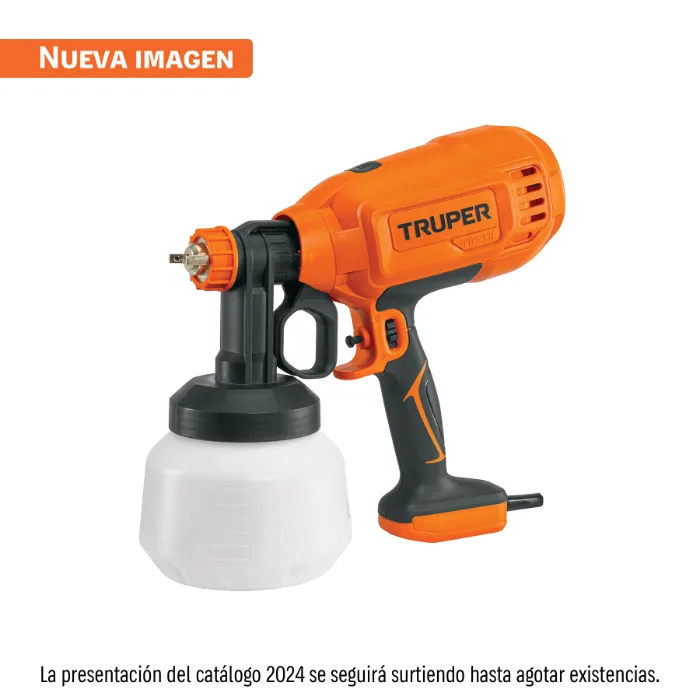 NUEVA IMAGEN
TRUPER
La presentación del catálogo 2024 se seguirá surtiendo hasta agotar existencias.